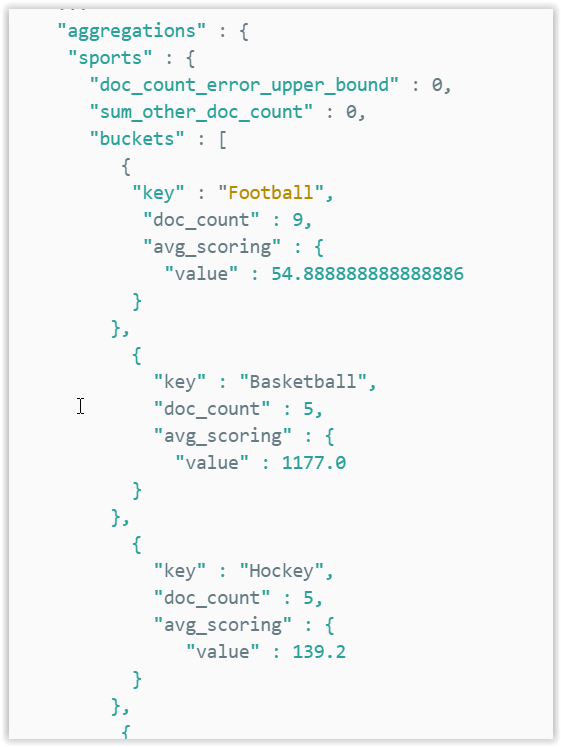 "aggregations" : {
"sports" : {
"doc_count_error_upper_bound" : 0,
"sum_other_doc_count" : 0,
"buckets" : [
{
"key" : "Football",
"doc_count" : 9,
"avg_scoring" : {
"value" : 54.888888888888886
}
},
{
"key" : "Basketball",
"doc_count" : 5,
"avg_scoring" : {
"value" : 1177.0
}
},
{
"key" : "Hockey",
"doc_count" : 5,
"avg_scoring" : {
"value" : 139.2
}
},
{